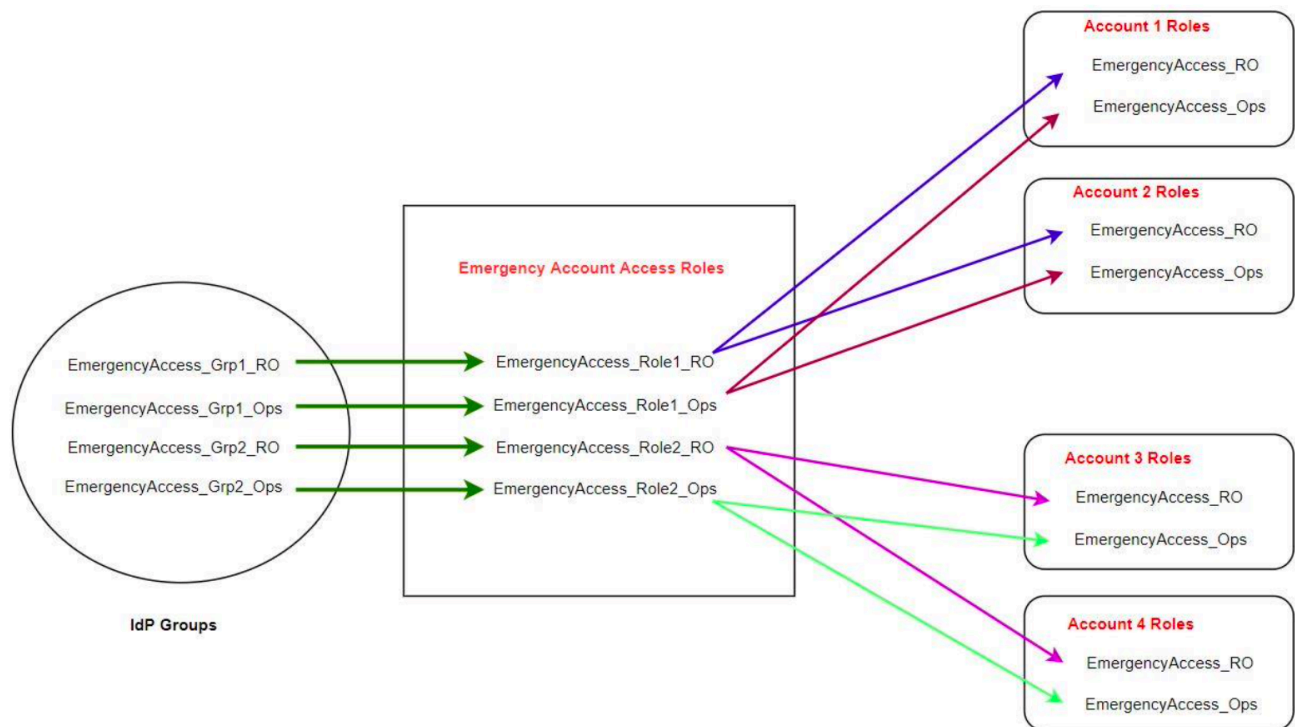 Account 1 Roles
EmergencyAccess_RO
EmergencyAccess_Ops
Account 2 Roles
EmergencyAccess_RO
EmergencyAccess_Ops
Emergency Account Access Roles
EmergencyAccess_Grp1_RO
EmergencyAccess_Grp1_Ops
EmergencyAccess_Grp2_RO
EmergencyAccess_Grp2_Ops
IdP Groups
EmergencyAccess_Role1_RO
EmergencyAccess_Role1_Ops
EmergencyAccess_Role2_RO
EmergencyAccess_Role2_Ops
Account 3 Roles
EmergencyAccess_RO
EmergencyAccess_Ops
Account 4 Roles
EmergencyAccess_RO
EmergencyAccess_Ops